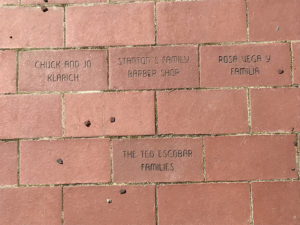 CHUCK AND JO
KLARICH
STANTON'S FAMILY
BARBER SHOP
ROSA VEGA Y
FAMILIA
THE TED ESCOBAR
FAMILIES